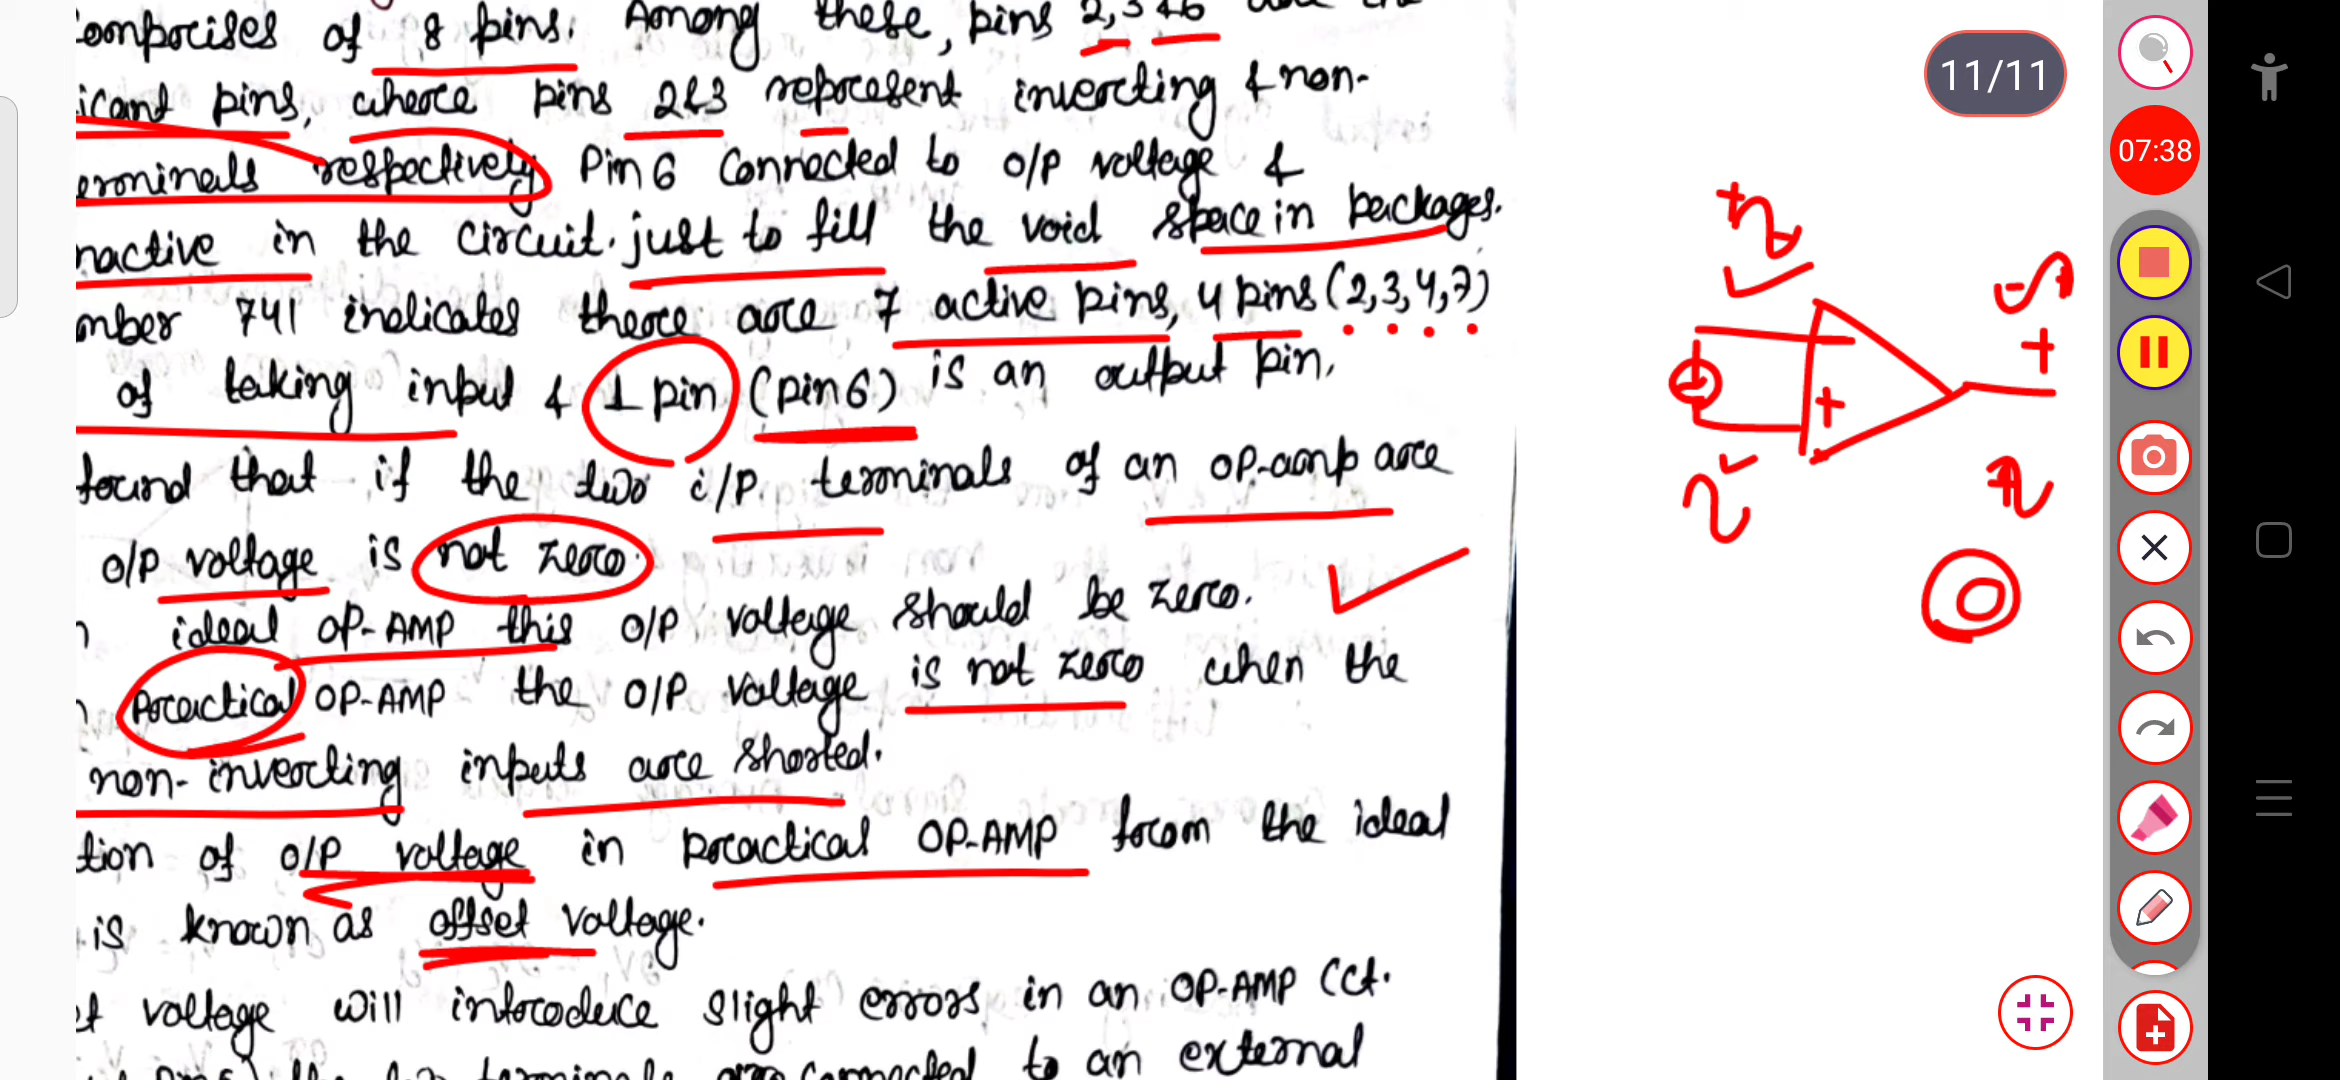 comprises of 8 pins. Among these, pins 2,3 & 6
icant pins, where pins 2&3 represent inverting & non-
erminals respectively Pin 6 Connected to O/P voltage &
nactive in the circuit. just to fill the void space in packages.
mber 741 indicates there are 7 active pins, 4 pins (2,3,4,7)
of taking input & 1 pin (pin 6) is an output pin.
found that if the two i/P terminals of an OP-amp are
O/P voltage is not zero.
n ideal OP-AMP this O/P voltage should be zero.
n Practical OP-AMP the O/P voltage is not zero when the
non-inverting inputs are shorted.
tion of O/P voltage in practical OP-AMP from the ideal
is known as offset voltage.
et voltage will introduce slight errors in an OP-AMP Cct.
terminals are connected to an external
11/11
07:38
+
-
+
0